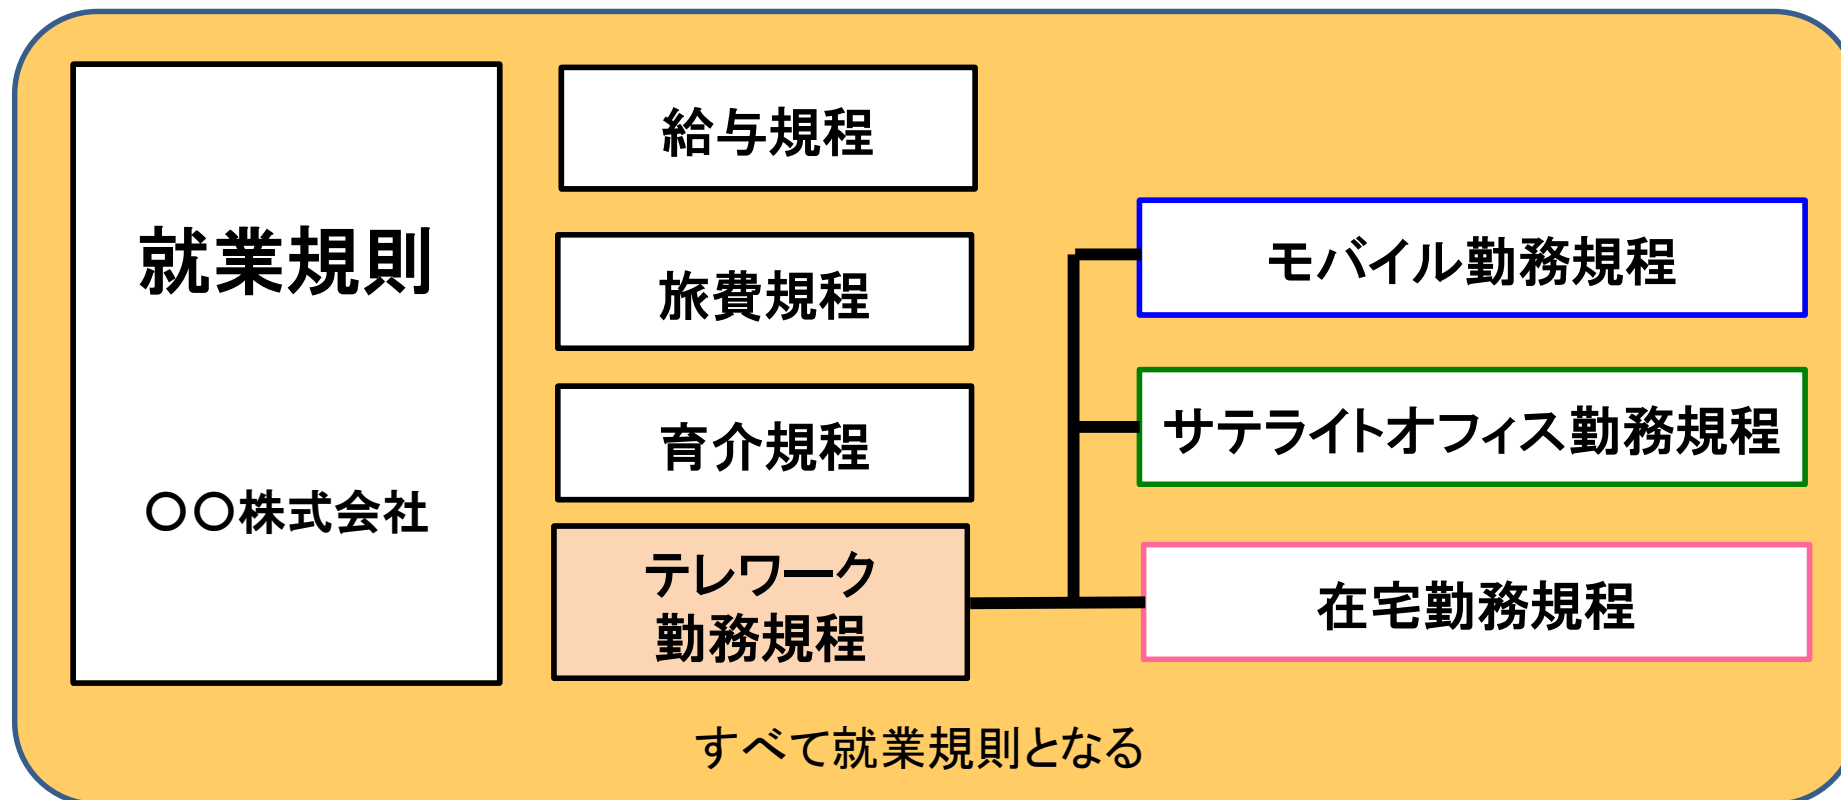 就業規則
〇〇株式会社
給与規程
旅費規程
育介規程
テレワーク
勤務規程
モバイル勤務規程
サテライトオフィス勤務規程
在宅勤務規程
すべて就業規則となる